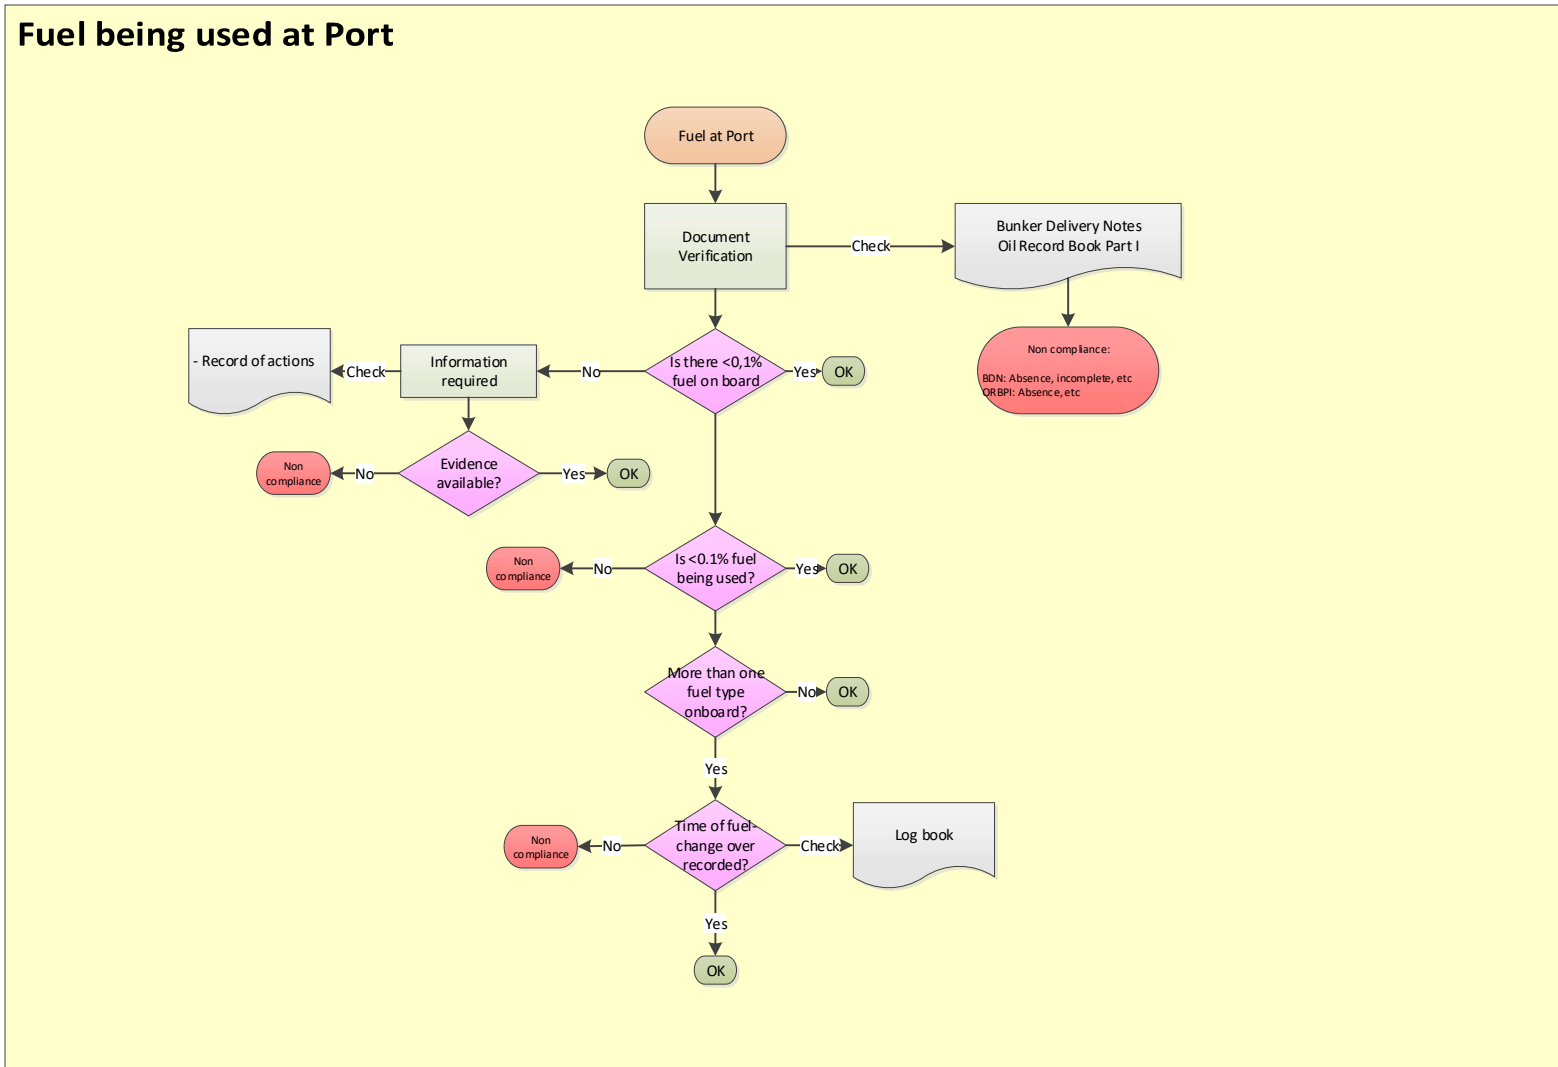 Fuel being used at Port
Fuel at Port
Document
Verification
Check
Bunker Delivery Notes
Oil Record Book Part I
Non compliance:
BDN: Absence, incomplete, etc
ORBPI: Absence, etc
Is there <0,1%
fuel on board
Yes
OK
No
Information
required
Check
- Record of actions
Evidence
available?
No
Non
compliance
Yes
OK
Is <0.1% fuel
being used?
No
Non
compliance
Yes
OK
More than one
fuel type
onboard?
No
OK
Yes
Time of fuel-
change over
recorded?
No
Non
compliance
Check
Log book
Yes
OK